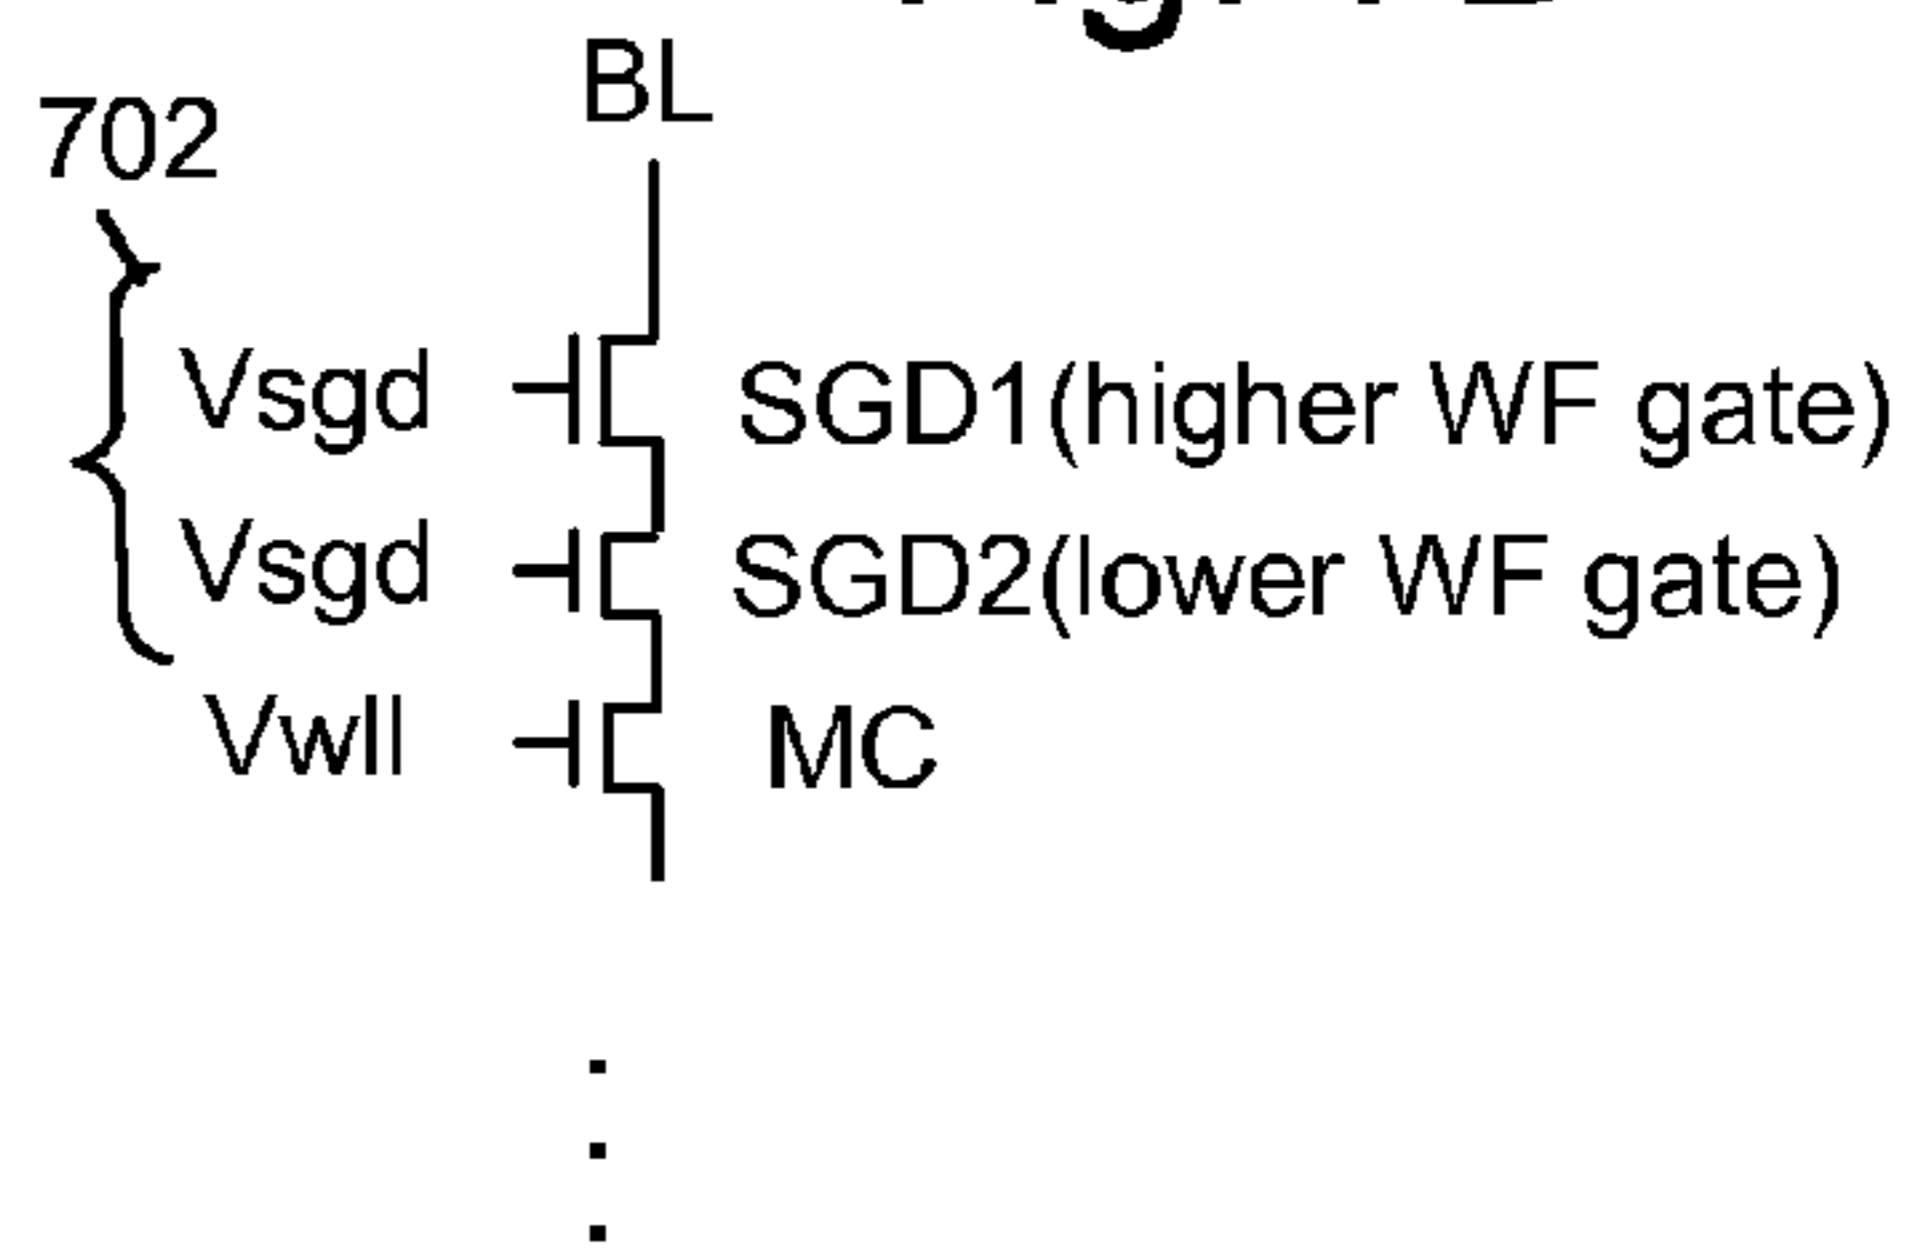 BL
702
Vsgd SGD1(higher WF gate)
Vsgd SGD2(lower WF gate)
Vwll MC